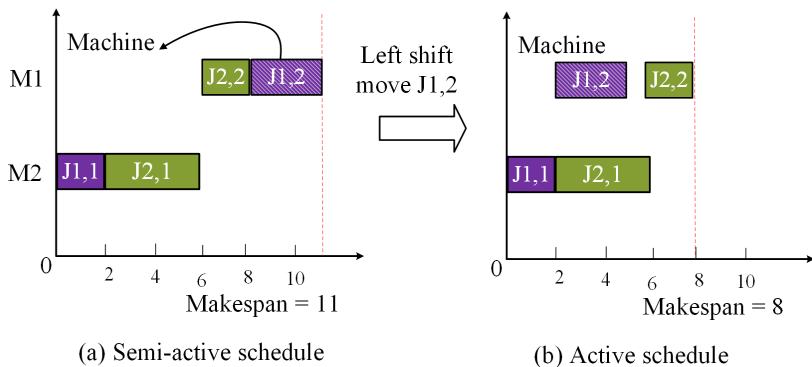 Machine
M1
J2,2
J1,2
M2
J1,1
J2,1
0
2
4
6
8
10
Makespan = 11
(a) Semi-active schedule
Left shift
move J1,2
Machine
J1,2
J2,2
J1,1
J2,1
0
2
4
6
8
10
Makespan = 8
(b) Active schedule